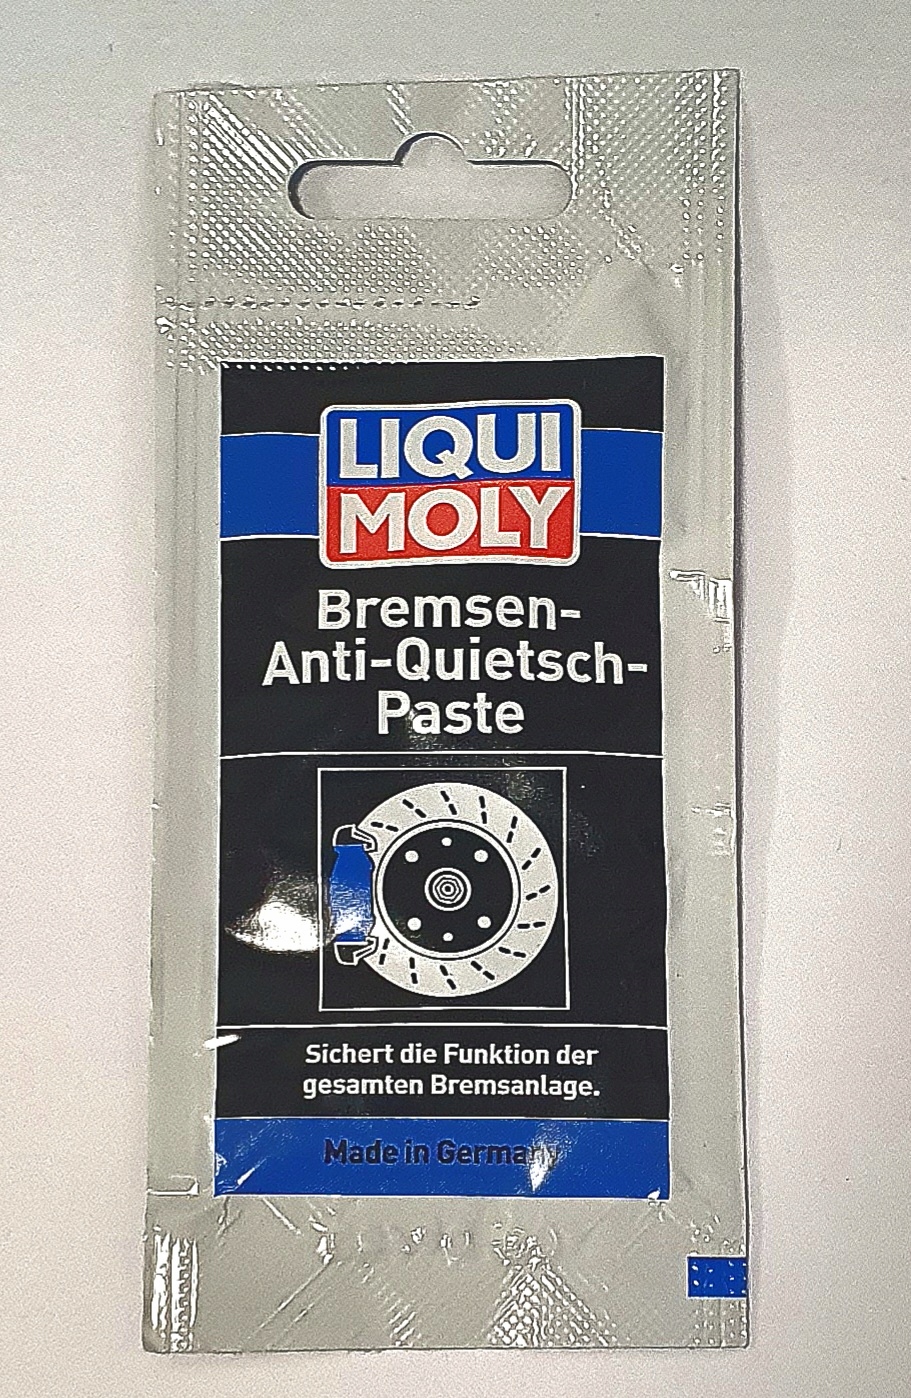 LIQUI
MOLY
Bremsen-
Anti-Quietsch-
Paste
Sichert die Funktion der
gesamten Bremsanlage.
Made in Germany